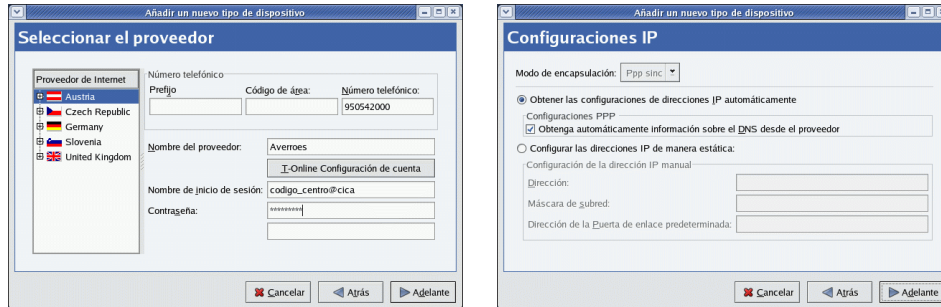 Añadir un nuevo tipo de dispositivo
Seleccionar el proveedor
Proveedor de Internet
Austria
Czech Republic
Germany
Slovenia
United Kingdom
Número telefónico
Prefijo
Código de área:
Número telefónico:
950542000
Nombre del proveedor:
Averroes
T-Online Configuración de cuenta
Nombre de inicio de sesión:
codigo_centro@cica
Contraseña:
*********
Cancelar
Atrás
Adelante
Añadir un nuevo tipo de dispositivo
Configuraciones IP
Modo de encapsulación:
Ppp sinc
Obtener las configuraciones de direcciones IP automáticamente
Configuraciones PPP
Obtenga automáticamente información sobre el DNS desde el proveedor
Configurar las direcciones IP de manera estática:
Configuración de la dirección IP manual
Dirección:
Máscara de subred:
Dirección de la Puerta de enlace predeterminada:
Cancelar
Atrás
Adelante